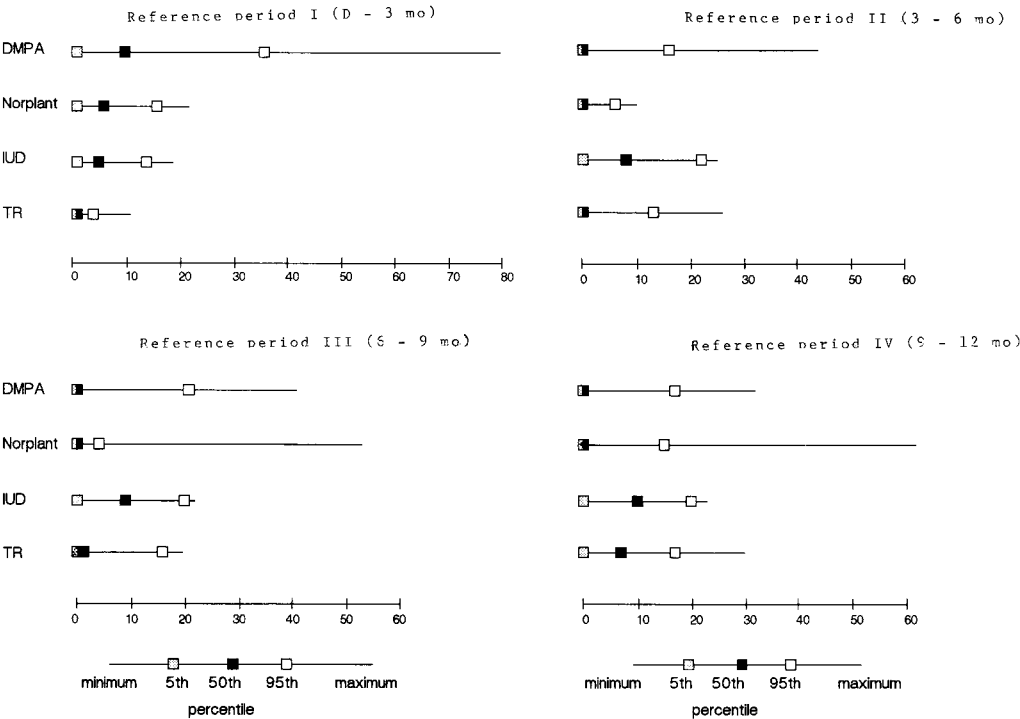 Reference period I (D - 3 mo)
DMPA
Norplant
IUD
TR
0 10 20 30 40 50 60 70 80
Reference period II (3 - 6 mo)
0 10 20 30 40 50 60
Reference period III (6 - 9 mo)
DMPA
Norplant
IUD
TR
0 10 20 30 40 50 60
minimum 5th 50th 95th maximum
percentile
Reference period IV (9 - 12 mo)
0 10 20 30 40 50 60
minimum 5th 50th 95th maximum
percentile